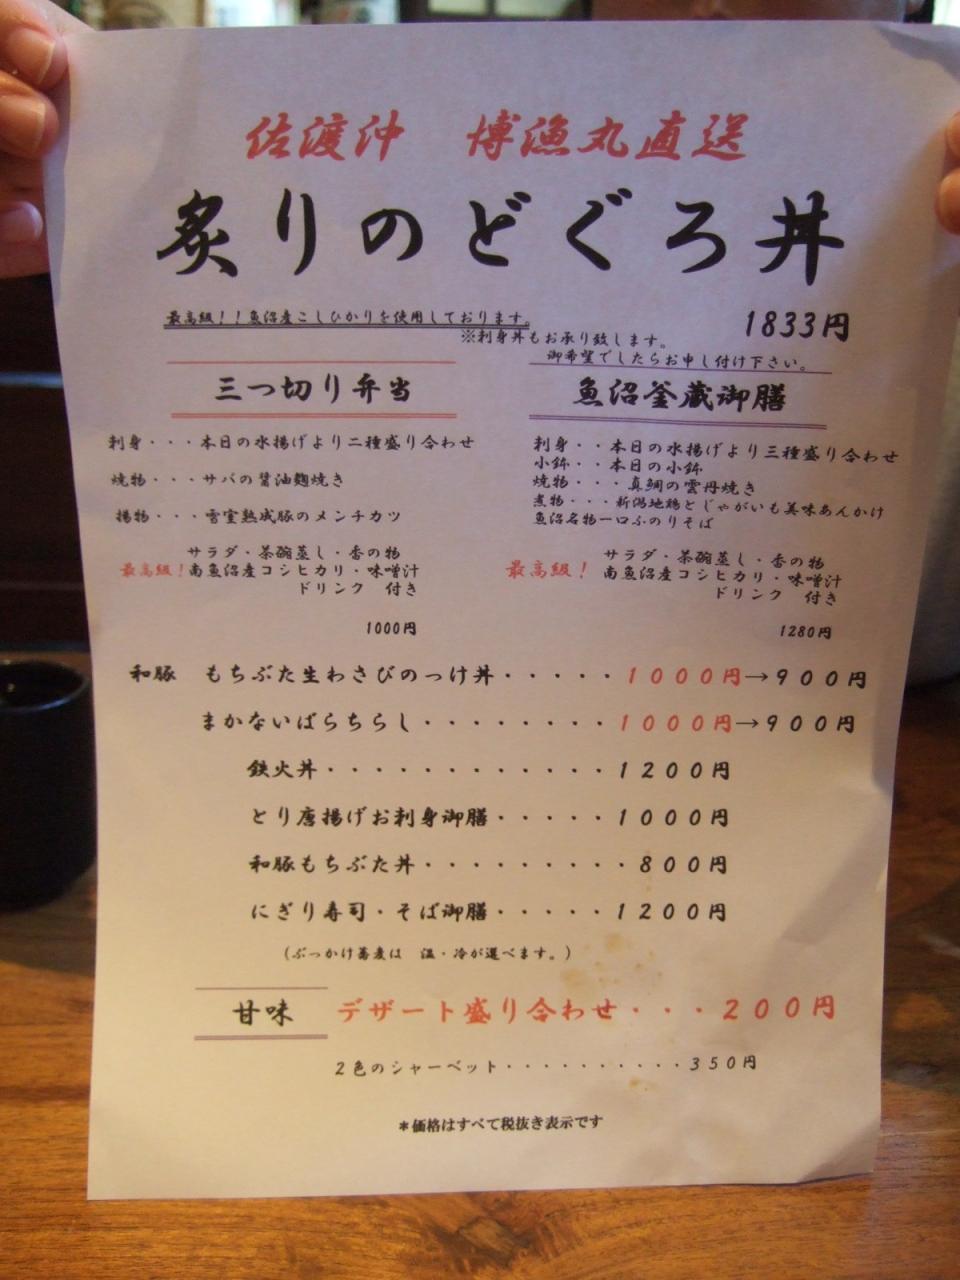 佐渡沖　博漁丸直送
炙りのどぐろ丼
最高級！！魚沼産こしひかりを使用しております。
1833円
※刺身丼もお承り致します。
御希望でしたらお申し付け下さい。
三つ切り弁当
刺身・・・本日の水揚げより二種盛り合わせ
焼物・・・サバの醤油麹焼き
揚物・・・雪室熟成豚のメンチカツ
サラダ・茶碗蒸し・香の物
最高級！南魚沼産コシヒカリ・味噌汁
ドリンク　付き
1000円
魚沼釜蔵御膳
刺身・・本日の水揚げより三種盛り合わせ
小鉢・・本日の小鉢
焼物・・・真鯛の雲丹焼き
煮物・・・新潟地鶏とじゃがいも美味あんかけ
魚沼名物一口ふのりそば
サラダ・茶碗蒸し・香の物
最高級！　南魚沼産コシヒカリ・味噌汁
ドリンク　付き
1280円
和豚　もちぶた生わさびのっけ丼・・・・・１０００円→９００円
まかないばらちらし・・・・・・・・１０００円→９００円
鉄火丼・・・・・・・・・・・・１２００円
とり唐揚げお刺身御膳・・・・・１０００円
和豚もちぶた丼・・・・・・・・・８００円
にぎり寿司・そば御膳・・・・・１２００円
（ぶっかけ蕎麦は　温・冷が選べます。）
甘味　デザート盛り合わせ・・・２００円
２色のシャーベット・・・・・・・・・・３５０円
＊価格はすべて税抜き表示です